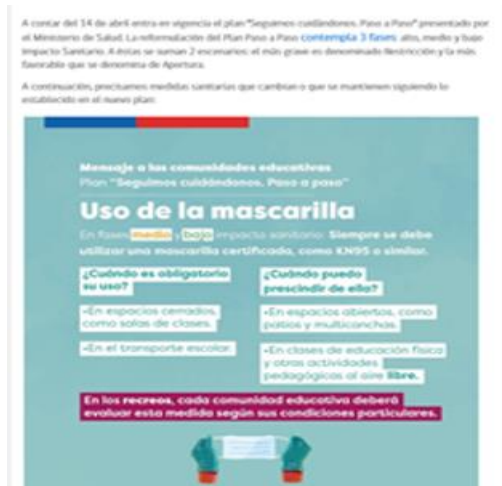 A contar del 14 de abril entra en vigencia el plan "Seguimos cuidándonos. Paso a Paso" presentado por
el Ministerio de Salud. La reformulación del Plan Paso a Paso contempla 3 fases: alto, medio y bajo
Impacto Sanitario. A éstas se suman 2 escenarios: el más grave es denominado Restricción y la más
favorable que se denomina de Apertura.
A continuación, precisamos medidas sanitarias que cambian o que se mantienen siguiendo lo
establecido en el nuevo plan:
Mensaje a las comunidades educativas
Plan "Seguimos cuidándonos. Paso a paso"
Uso de la mascarilla
En fases medio y bajo impacto sanitario: Siempre se debe
utilizar una mascarilla certificada, como KN95 o similar.
¿Cuándo es obligatorio
su uso?
•En espacios cerrados,
como salas de clases.
•En el transporte escolar.
¿Cuándo puedo
prescindir de ella?
•En espacios abiertos, como
patios y multicanchas.
•En clases de educación física
y otras actividades
pedagógicas al aire libre.
En los recreos, cada comunidad educativa deberá
evaluar esta medida según sus condiciones particulares.